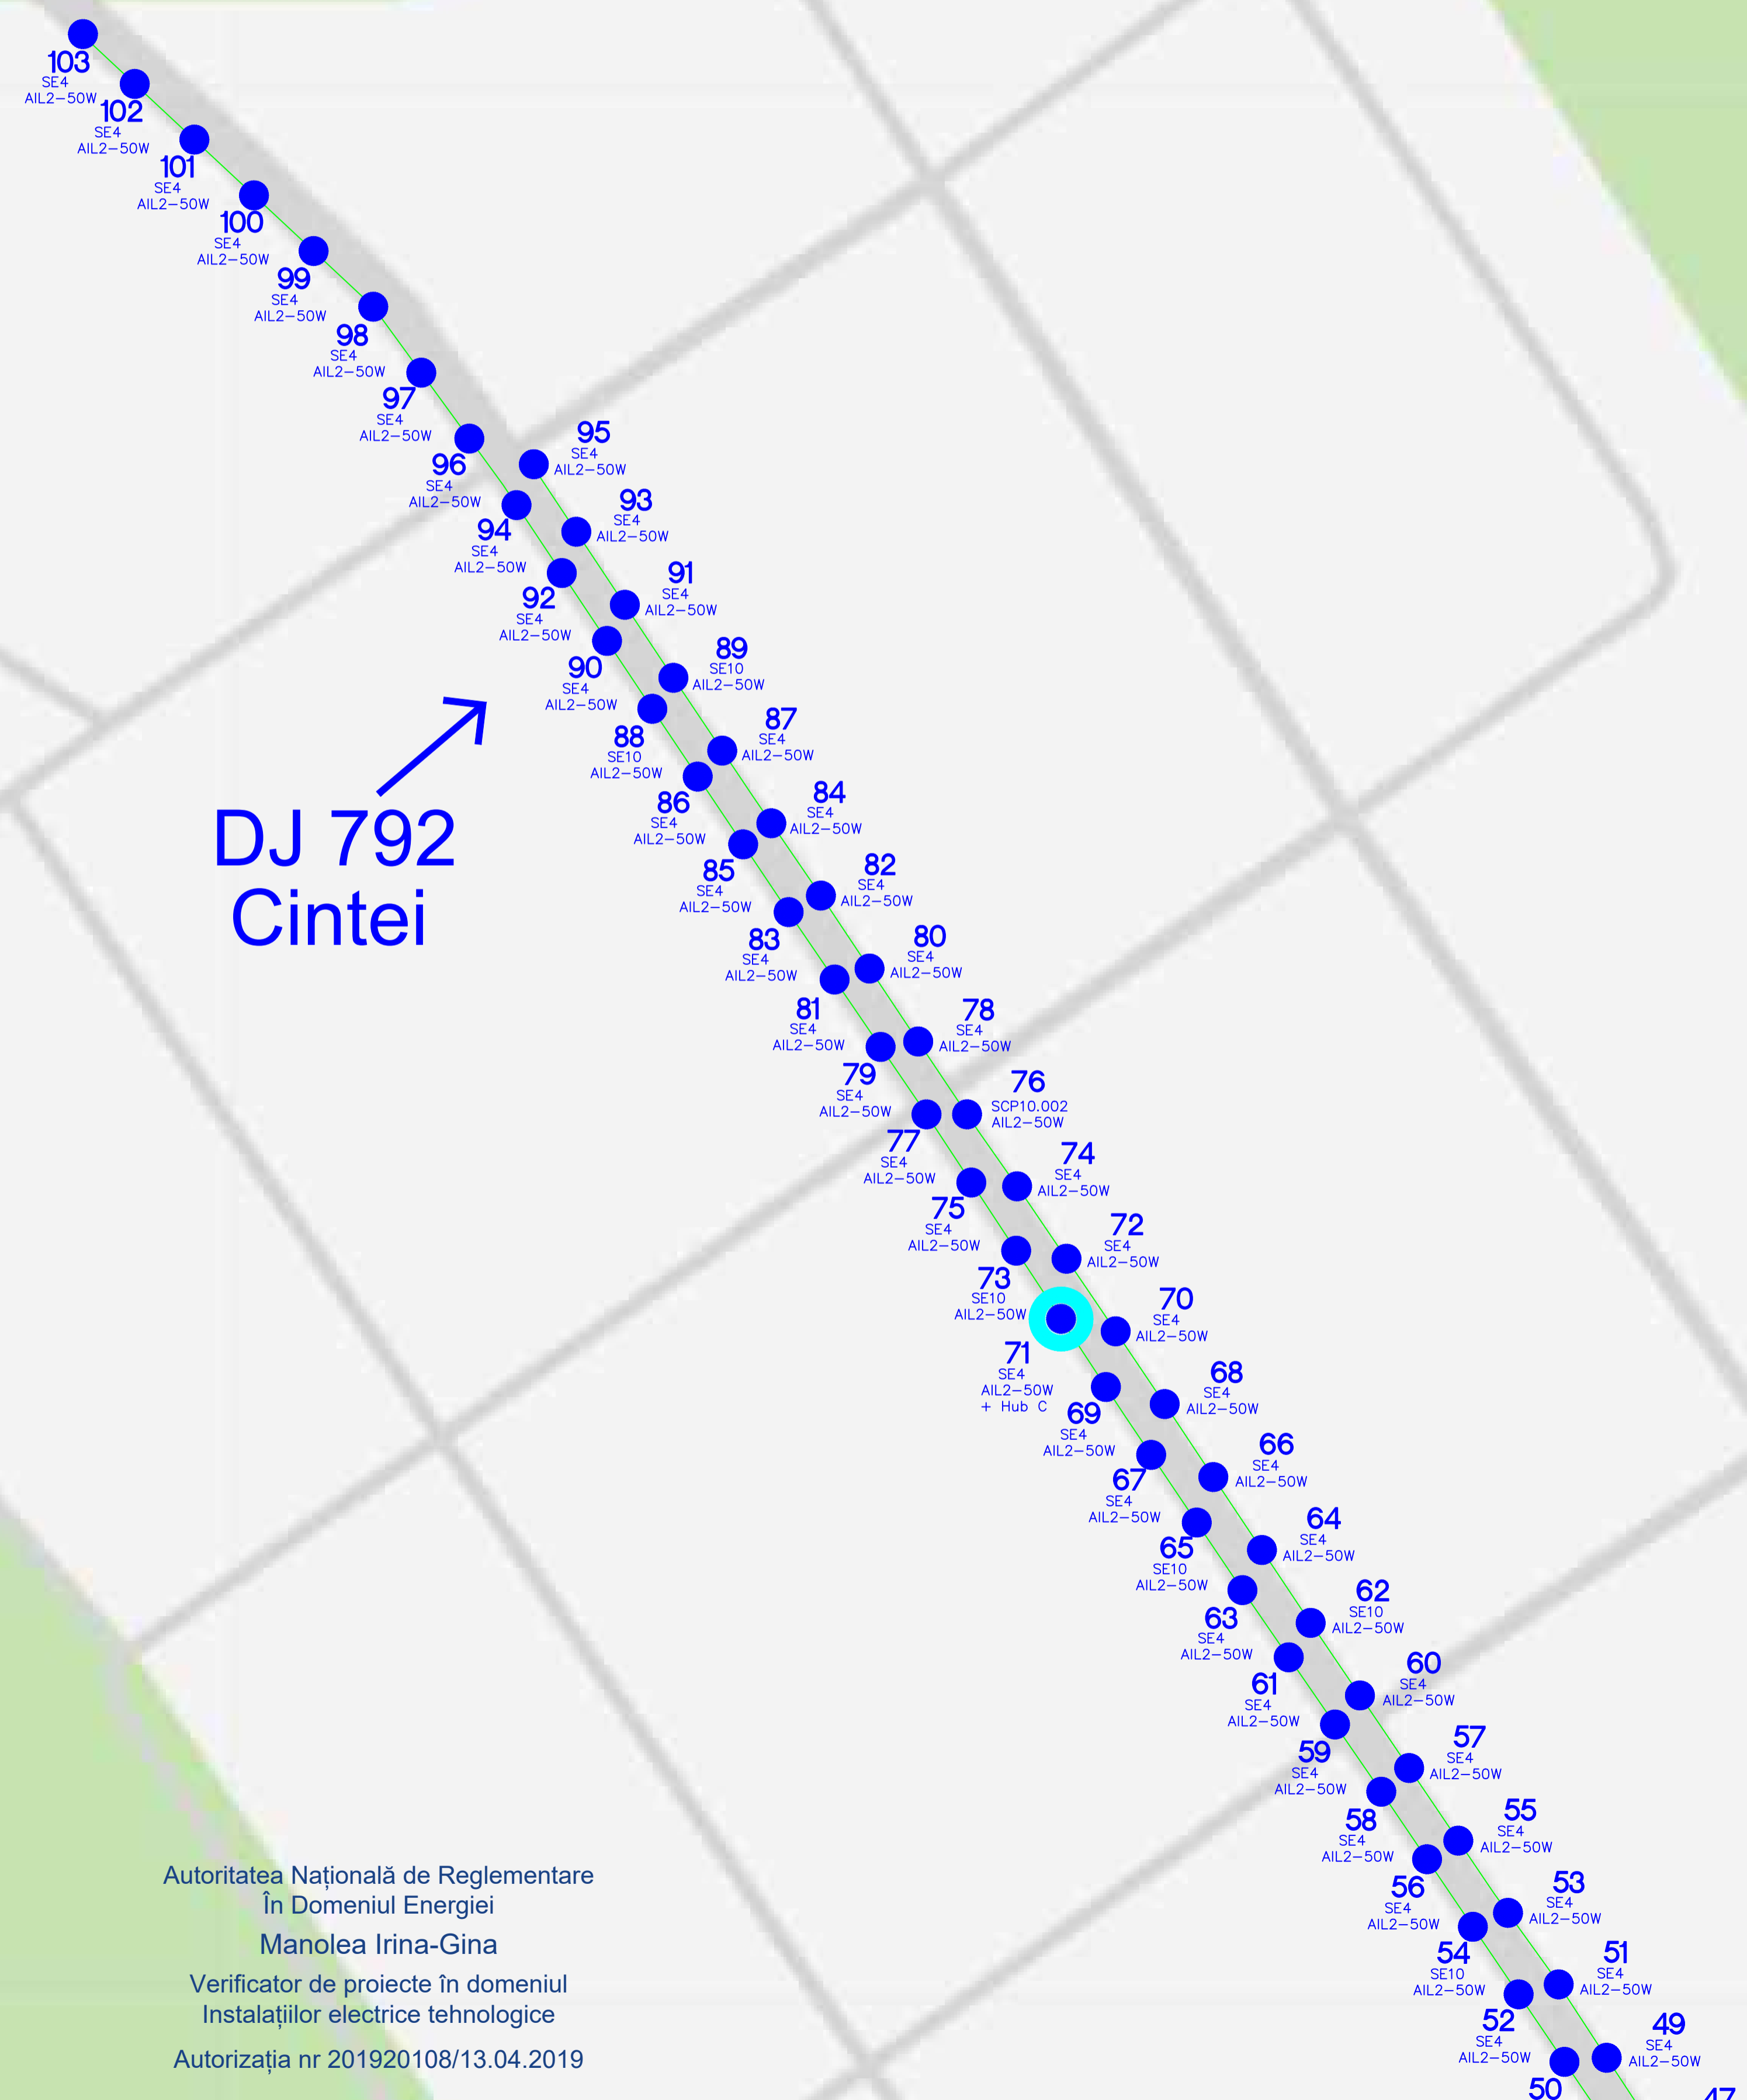 103
SE4
AIL2-50W
102
SE4
AIL2-50W
101
SE4
AIL2-50W
100
SE4
AIL2-50W
99
SE4
AIL2-50W
98
SE4
AIL2-50W
97
SE4
AIL2-50W
96
SE4
AIL2-50W
95
SE4
AIL2-50W
94
SE4
AIL2-50W
93
SE4
AIL2-50W
92
SE4
AIL2-50W
91
SE4
AIL2-50W
90
SE4
AIL2-50W
89
SE10
AIL2-50W
88
SE10
AIL2-50W
87
SE4
AIL2-50W
86
SE4
AIL2-50W
84
SE4
AIL2-50W
DJ 792
Cintei
85
SE4
AIL2-50W
82
SE4
AIL2-50W
83
SE4
AIL2-50W
80
SE4
AIL2-50W
81
SE4
AIL2-50W
78
SE4
AIL2-50W
79
SE4
AIL2-50W
76
SCP10.002
AIL2-50W
77
SE4
AIL2-50W
74
SE4
AIL2-50W
75
SE4
AIL2-50W
72
SE4
AIL2-50W
73
SE10
AIL2-50W
70
SE4
AIL2-50W
71
SE4
AIL2-50W
+ Hub C
68
SE4
AIL2-50W
69
SE4
AIL2-50W
66
SE4
AIL2-50W
67
SE4
AIL2-50W
64
SE4
AIL2-50W
65
SE10
AIL2-50W
62
SE10
AIL2-50W
63
SE4
AIL2-50W
60
SE4
AIL2-50W
61
SE4
AIL2-50W
57
SE4
AIL2-50W
59
SE4
AIL2-50W
55
SE4
AIL2-50W
58
SE4
AIL2-50W
53
SE4
AIL2-50W
56
SE4
AIL2-50W
51
SE4
AIL2-50W
54
SE10
AIL2-50W
49
SE4
AIL2-50W
52
SE4
AIL2-50W
50
47
Autoritatea Națională de Reglementare
În Domeniul Energiei
Manolea Irina-Gina
Verificator de proiecte în domeniul
Instalațiilor electrice tehnologice
Autorizația nr 201920108/13.04.2019